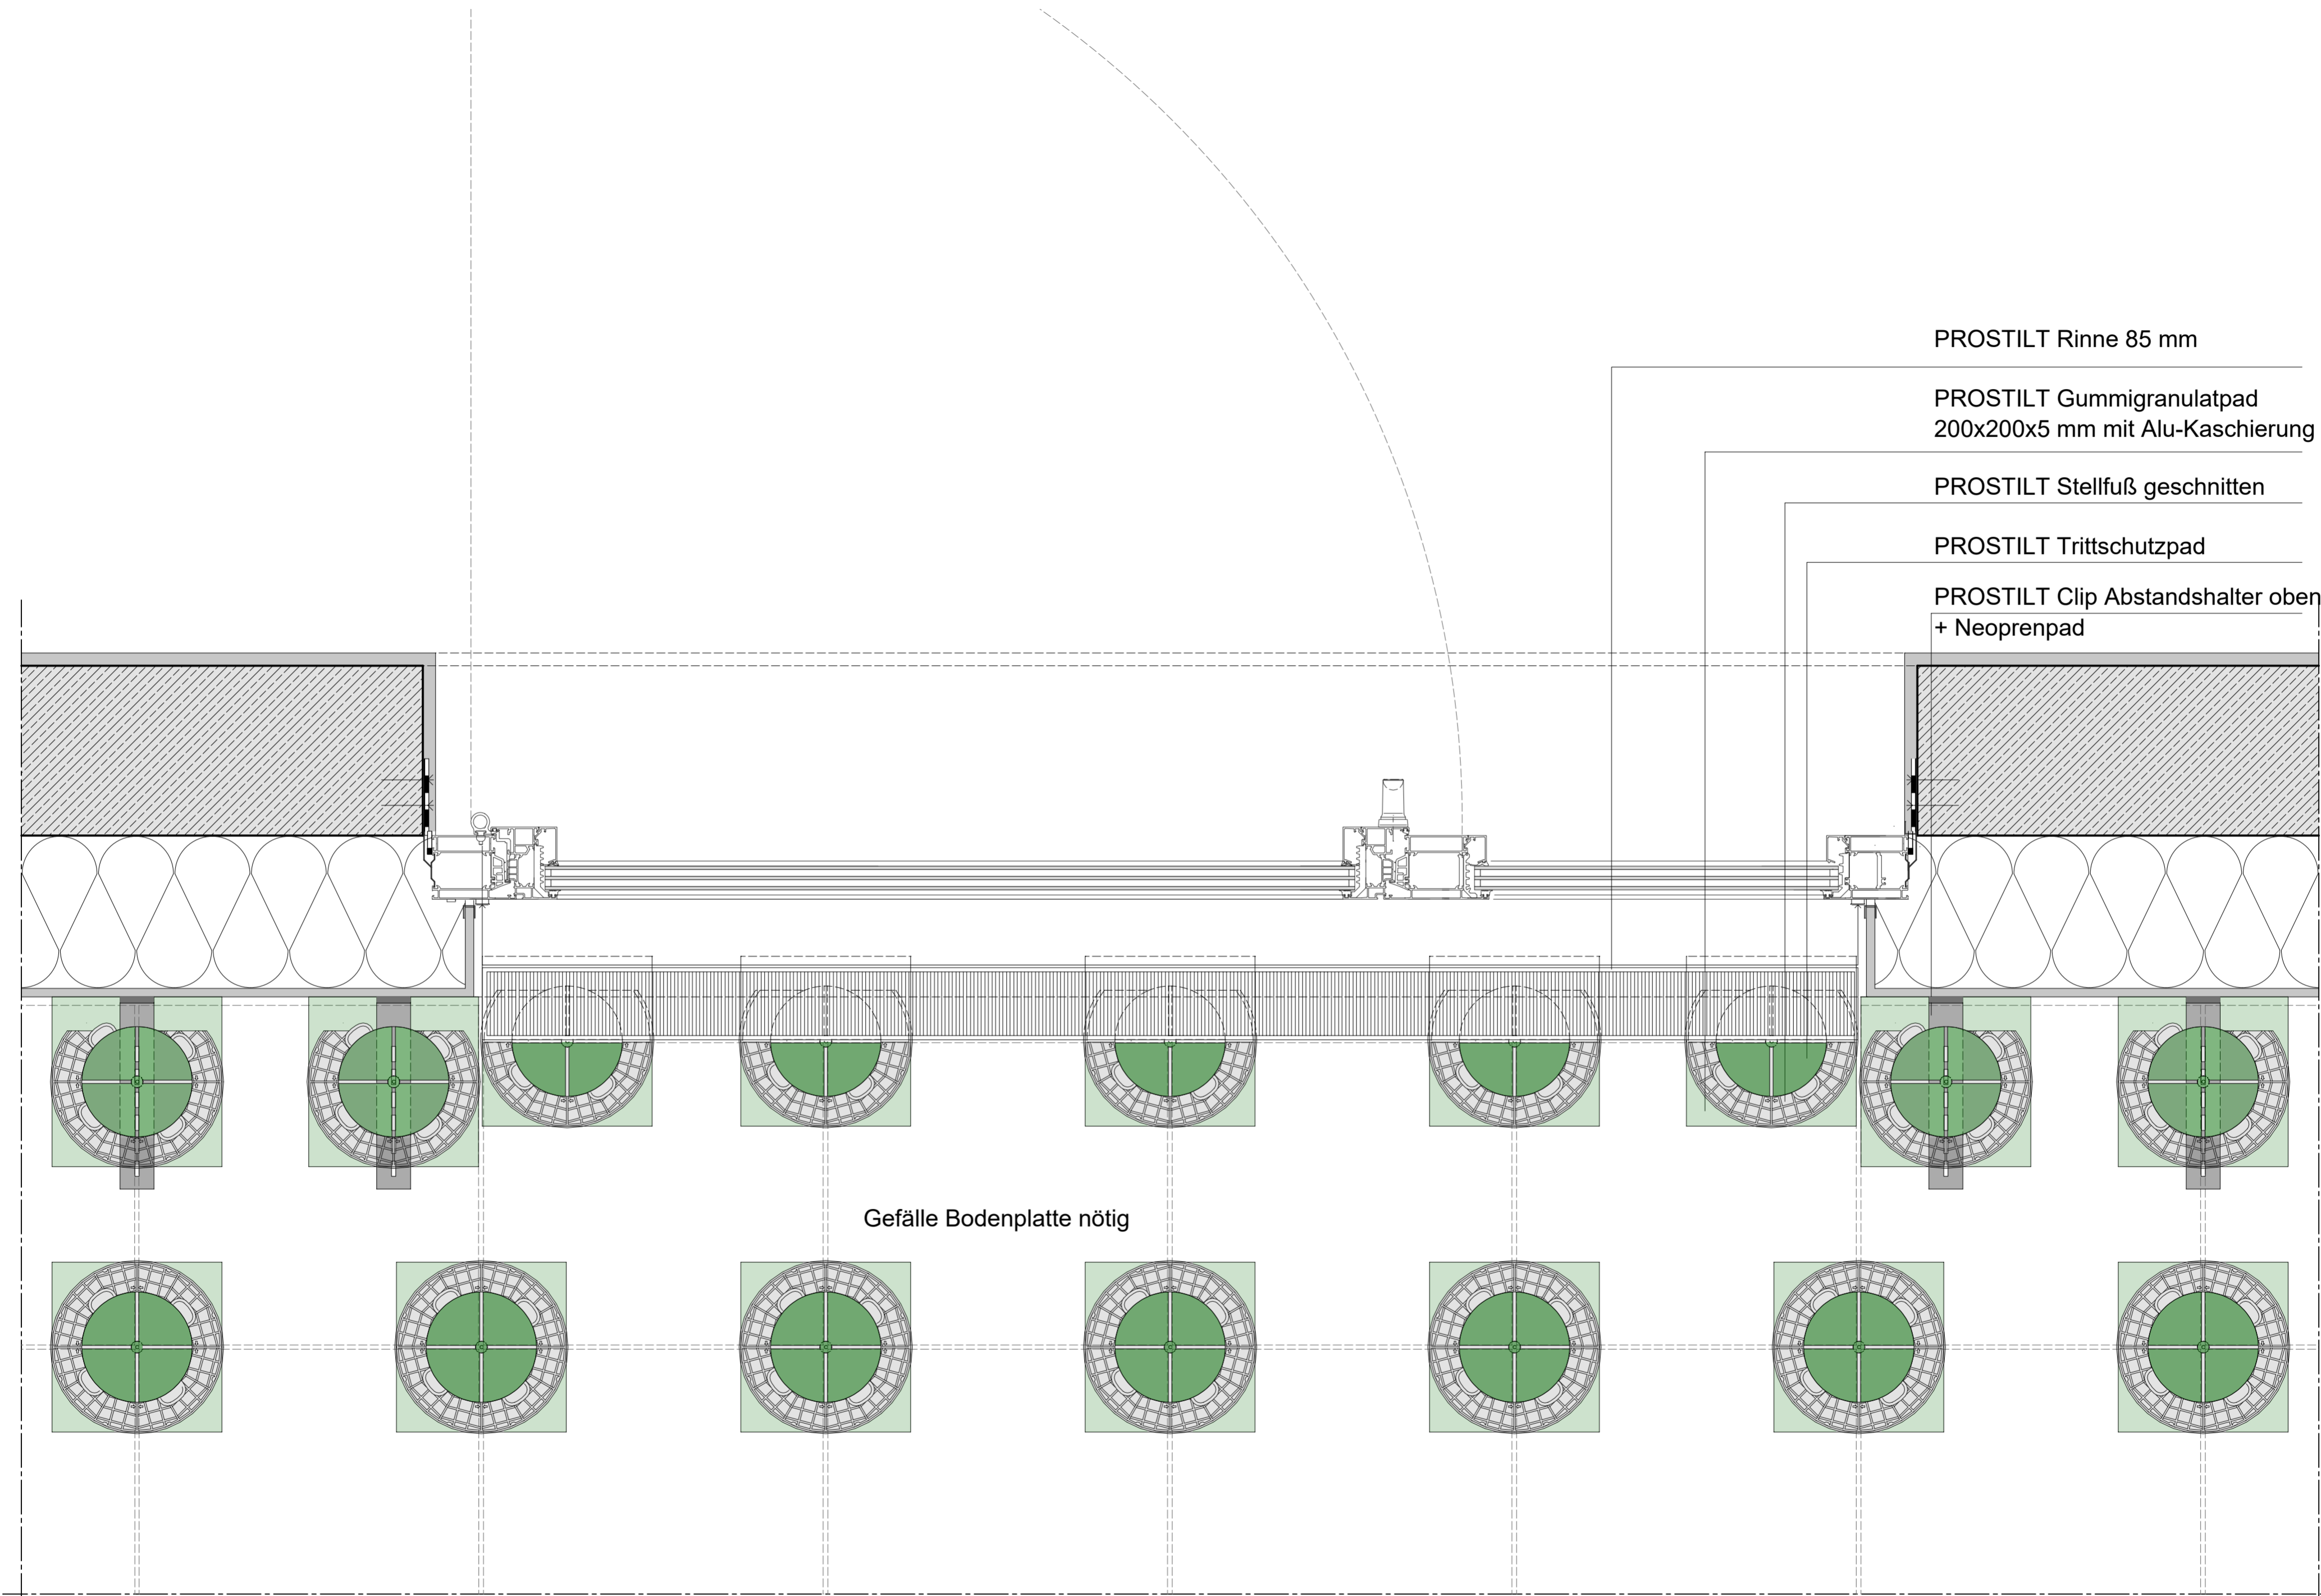 PROSTILT Rinne 85 mm
PROSTILT Gummigranulatpad
200x200x5 mm mit Alu-Kaschierung
PROSTILT Stellfuß geschnitten
PROSTILT Trittschutzpad
PROSTILT Clip Abstandshalter oben
+ Neoprenpad
Gefälle Bodenplatte nötig